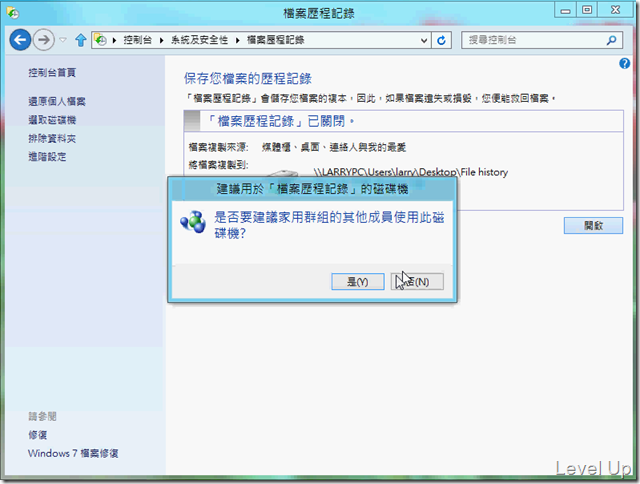 檔案歷程記錄
控制台 系統及安全性 檔案歷程記錄
搜尋控制台
控制台首頁
還原個人檔案
選取磁碟機
排除資料夾
進階設定
保存您檔案的歷程記錄
「檔案歷程記錄」會儲存您檔案的複本，因此，如果檔案遺失或損毀，您便能救回檔案。
「檔案歷程記錄」已關閉。
檔案複製來源: 媒體櫃、桌面、連絡人與我的最愛
將檔案複製到:
\\LARRYPC\Users\larry\Desktop\File history
建議用於「檔案歷程記錄」的磁碟機
是否要建議家用群組的其他成員使用此磁
碟機?
是(Y)
否(N)
開啟
請參閱
修復
Windows 7 檔案修復
Level Up